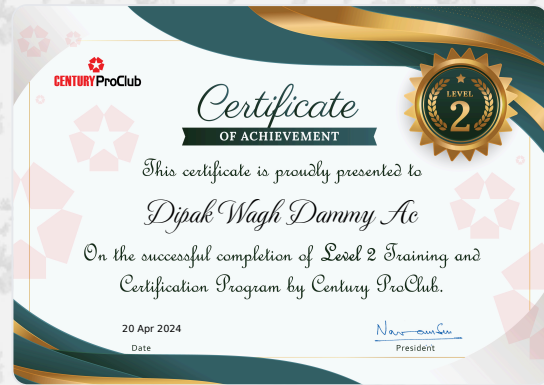 CENTURY ProClub
Certificate
OF ACHIEVEMENT
LEVEL
2
This certificate is proudly presented to
Dipak Wagh Dammy Ac
On the successful completion of Level 2 Training and
Certification Program by Century ProClub.
20 Apr 2024
Date
President